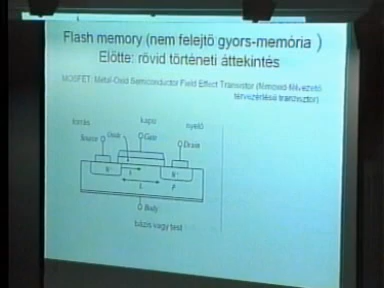 Flash memory (nem felejtő gyors-memória )
Előtte: rövid történeti áttekintés
MOSFET: Metal-Oxid Semiconductor Field Effect Transistor (fémoxid-félvezető
térvezérlésű tranzisztor)
forrás kapu nyelő
Source Oxide Gate Drain
N+ N+
L P
Body
bázis vagy test